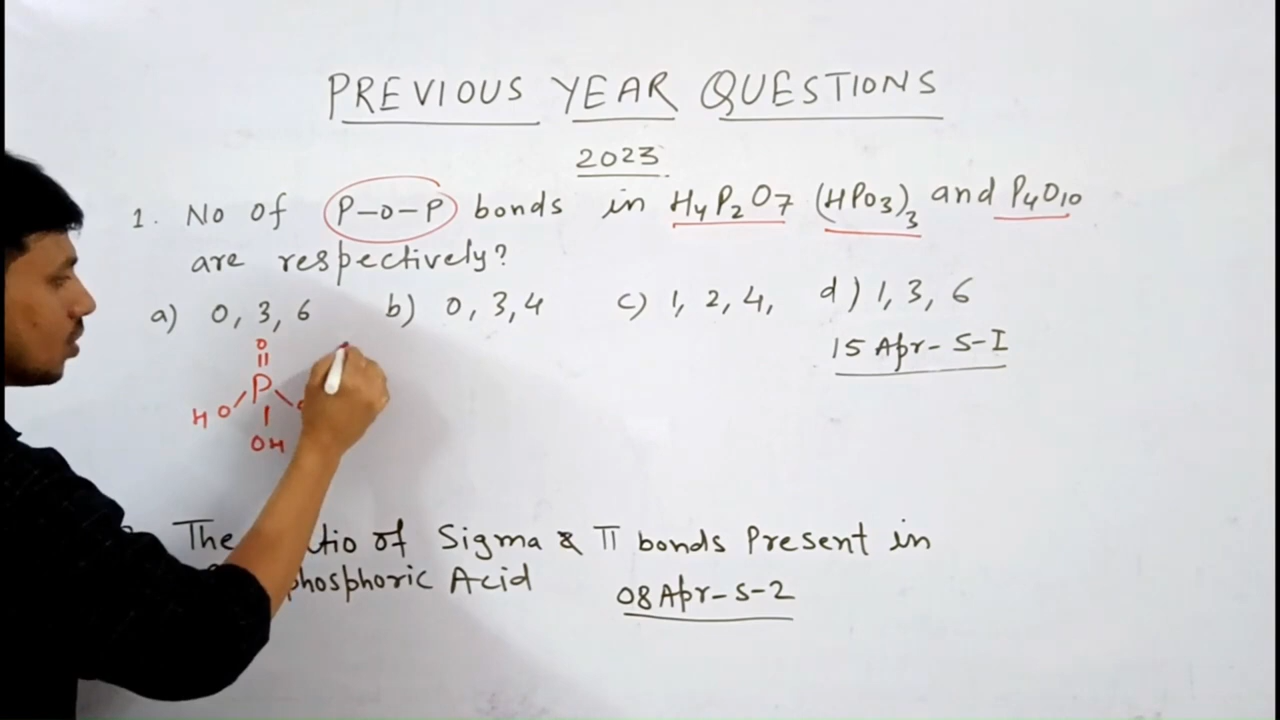 PREVIOUS YEAR QUESTIONS
2023
1. No of P-O-P bonds in H4P2O7 (HPO3)3 and P4O10
are respectively?
a) 0, 3, 6 b) 0, 3, 4 c) 1, 2, 4, d) 1, 3, 6
15 Apr-S-I
O
P
HO
OH
The of Sigma & π bonds Present in
Acid
08 Apr-S-2